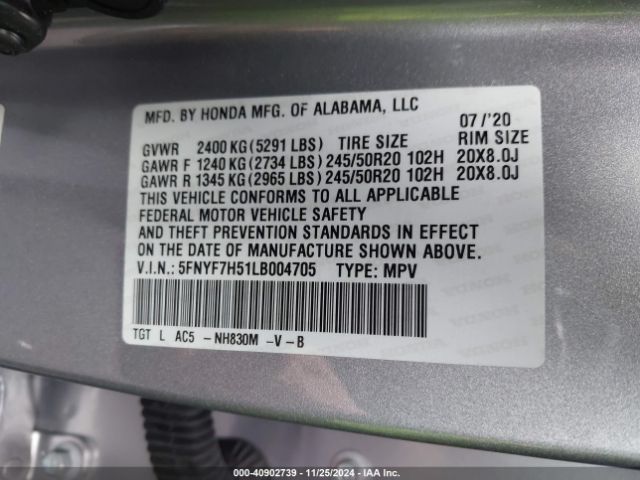 MFD. BY HONDA MFG. OF ALABAMA, LLC 07/'20
GVWR 2400 KG (5291 LBS) TIRE SIZE RIM SIZE
GAWR F 1240 KG (2734 LBS) 245/50R20 102H 20X8.0J
GAWR R 1345 KG (2965 LBS) 245/50R20 102H 20X8.0J
THIS VEHICLE CONFORMS TO ALL APPLICABLE
FEDERAL MOTOR VEHICLE SAFETY
AND THEFT PREVENTION STANDARDS IN EFFECT
ON THE DATE OF MANUFACTURE SHOWN ABOVE.
V.I.N.: 5FNYF7H51LB004705 TYPE: MPV
TGT L AC5 -NH830M -V-B
000-40902739 - 11/25/2024 - IAA Inc.